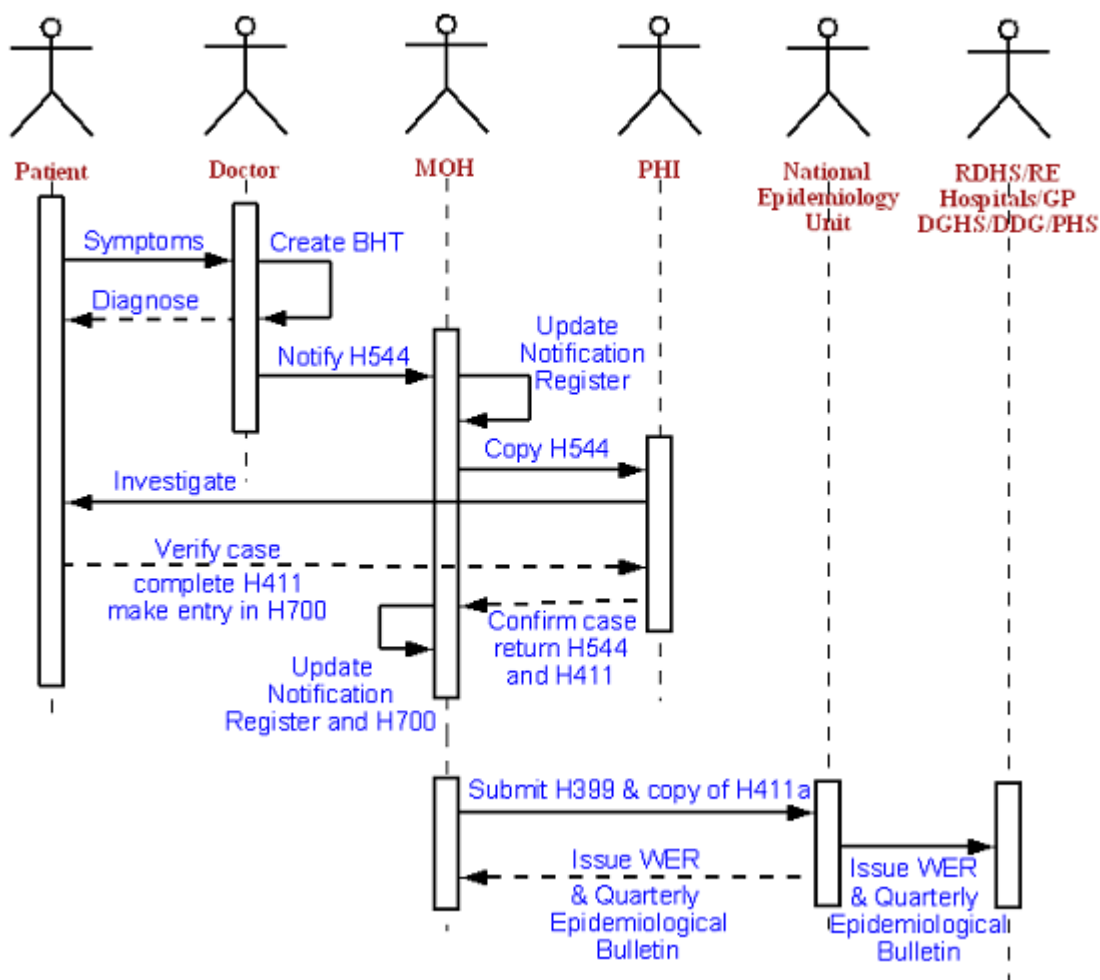 Patient
Doctor
MOH
PHI
National
Epidemiology
Unit
RDHS/RE
Hospitals/GP
DGHS/DDG/PHS
Symptoms
Create BHT
Diagnose
Notify H544
Update
Notification
Register
Copy H544
Investigate
Verify case
complete H411
make entry in H700
Confirm case
return H544
and H411
Update
Notification
Register and H700
Submit H399 & copy of H411a
Issue WER
& Quarterly
Epidemiological
Bulletin
Issue WER
& Quarterly
Epidemiological
Bulletin